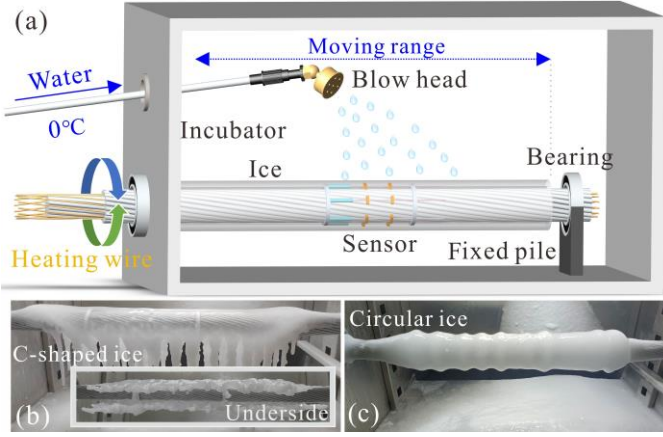 (a)
Moving range
Water
Blow head
0°C
Incubator
Bearing
Ice
Sensor
Fixed pile
Heating wire
C-shaped ice
Circular ice
Underside
(b)
(c)